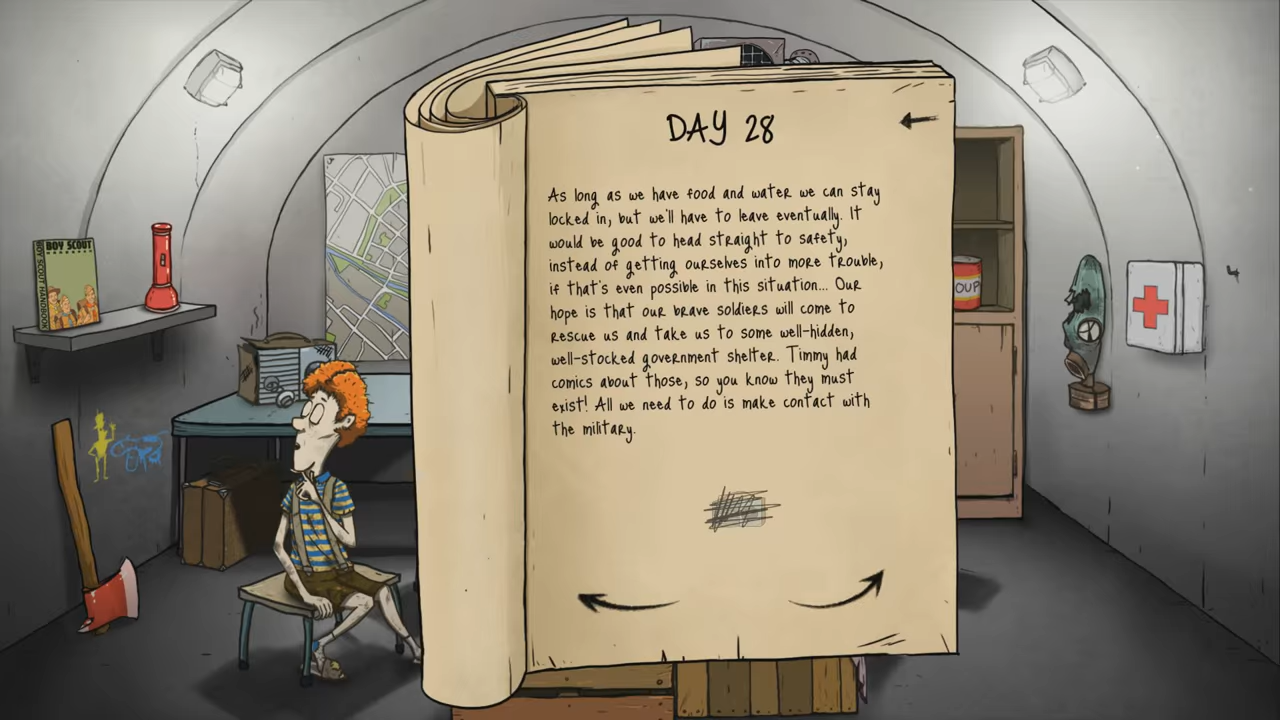 DAY 28
As long as we have food and water we can stay
locked in, but we'll have to leave eventually. It
would be good to head straight to safety,
instead of getting ourselves into more trouble,
if that's even possible in this situation... Our
hope is that our brave soldiers will come to
rescue us and take us to some well-hidden,
well-stocked government shelter. Timmy had
comics about those, so you know they must
exist! All we need to do is make contact with
the military.
BOY SCOUT
BOY SCOUT HANDBOOK
OUP